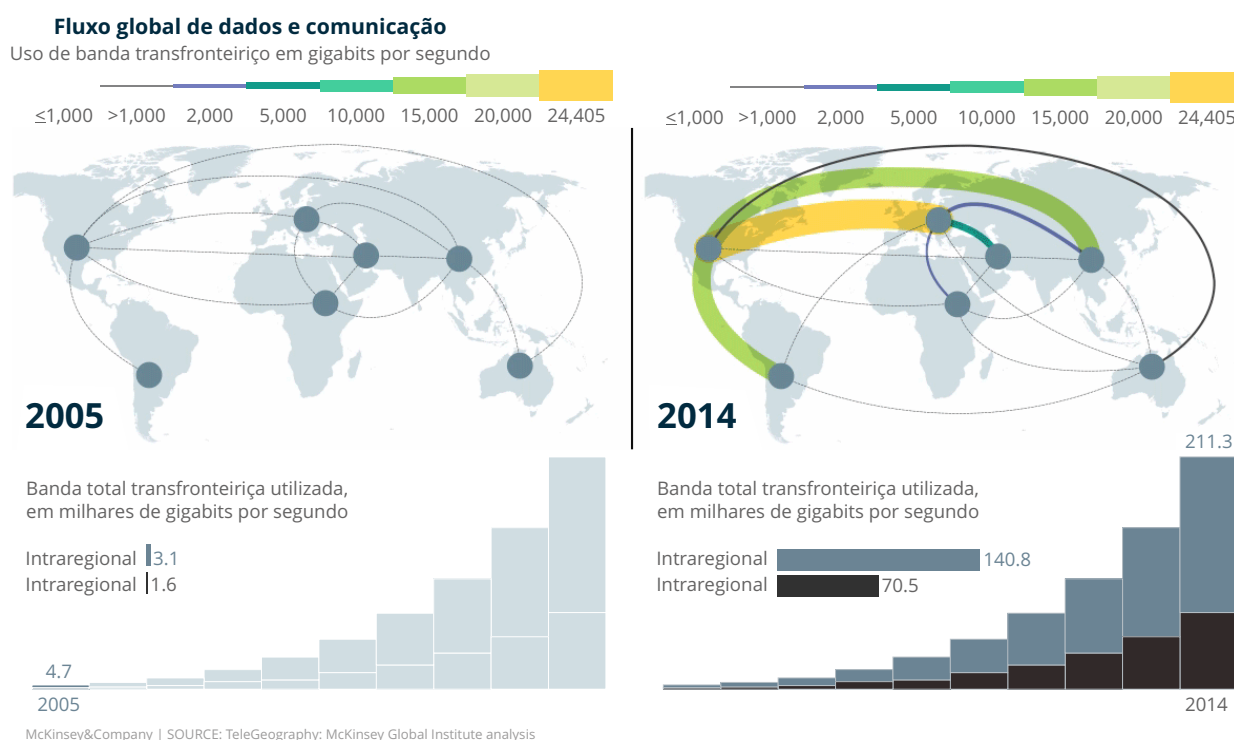 Fluxo global de dados e comunicação
Uso de banda transfronteiriço em gigabits por segundo
≤1,000 >1,000 2,000 5,000 10,000 15,000 20,000 24,405
≤1,000 >1,000 2,000 5,000 10,000 15,000 20,000 24,405
2005
2014
Banda total transfronteiriça utilizada,
em milhares de gigabits por segundo
Intraregional 3.1
Intraregional 1.6
4.7
2005
211.3
Banda total transfronteiriça utilizada,
em milhares de gigabits por segundo
Intraregional 140.8
Intraregional 70.5
2014
McKinsey&Company | SOURCE: TeleGeography: McKinsey Global Institute analysis